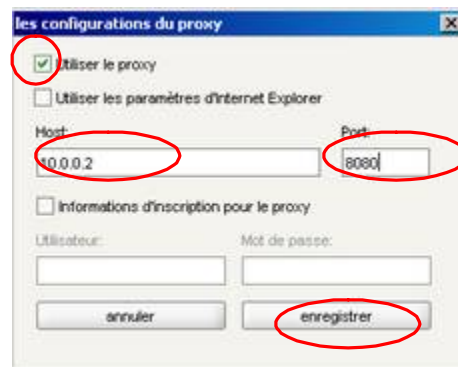 les configurations du proxy
Utiliser le proxy
Utiliser les paramètres d'Internet Explorer
Host: Port:
10.0.0.2 8080
Informations d'inscription pour le proxy
Utilisateur: Mot de passe:
annuler enregistrer